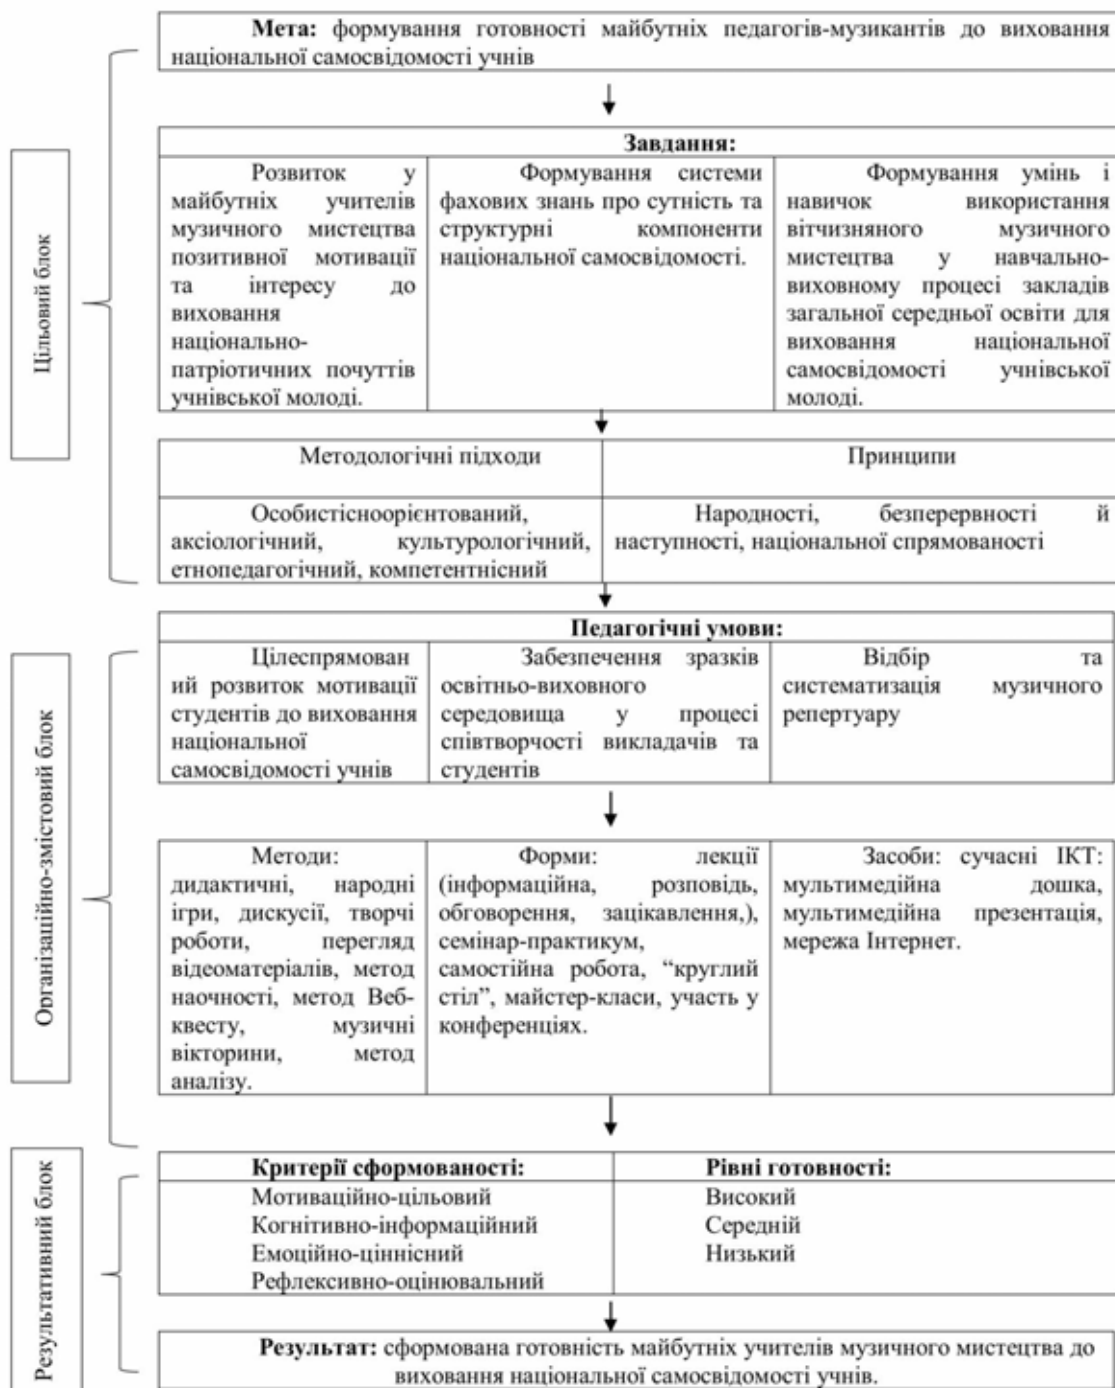 Мета: формування готовності майбутніх педагогів-музикантів до виховання
національної самосвідомості учнів
Цільовий блок
Завдання:
Розвиток у
майбутніх учителів
музичного мистецтва
позитивної мотивації
та інтересу до
виховання
національно-
патріотичних почуттів
учнівської молоді.
Формування системи
фахових знань про сутність та
структурні компоненти
національної самосвідомості.
Формування умінь і
навичок використання
вітчизняного музичного
мистецтва у навчально-
виховному процесі закладів
загальної середньої освіти для
виховання національної
самосвідомості учнівської
молоді.
Методологічні підходи
Принципи
Особистісноорієнтований,
аксіологічний, культурологічний,
етнопедагогічний, компетентнісний
Народності, безперервності й
наступності, національної спрямованості
Організаційно-змістовий блок
Педагогічні умови:
Цілеспрямован
ий розвиток мотивації
студентів до виховання
національної
самосвідомості учнів
Забезпечення зразків
освітньо-виховного
середовища у процесі
співтворчості викладачів та
студентів
Відбір та
систематизація музичного
репертуару
Методи:
дидактичні, народні
ігри, дискусії, творчі
роботи, перегляд
відеоматеріалів, метод
наочності, метод Веб-
квесту, музичні
вікторини, метод
аналізу.
Форми: лекції
(інформаційна, розповідь,
обговорення, зацікавлення,),
семінар-практикум,
самостійна робота, “круглий
стіл”, майстер-класи, участь у
конференціях.
Засоби: сучасні ІКТ:
мультимедійна дошка,
мультимедійна презентація,
мережа Інтернет.
Результативний блок
Критерії сформованості:
Мотиваційно-цільовий
Когнітивно-інформаційний
Емоційно-ціннісний
Рефлексивно-оцінювальний
Рівні готовності:
Високий
Середній
Низький
Результат: сформована готовність майбутніх учителів музичного мистецтва до
виховання національної самосвідомості учнів.